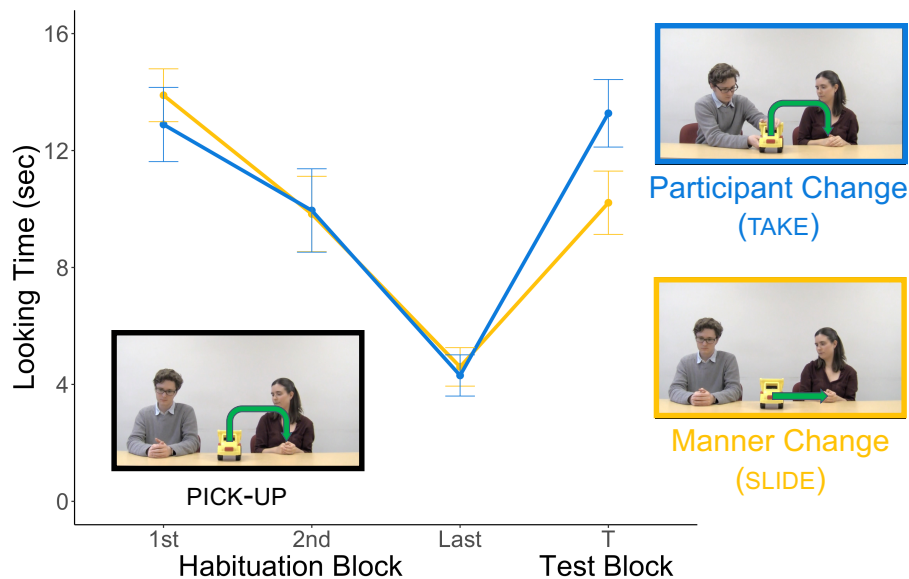 Looking Time (sec)
16
12
8
4
0
1st
2nd
Last
T
Habituation Block
Test Block
PICK-UP
Participant Change
(TAKE)
Manner Change
(SLIDE)